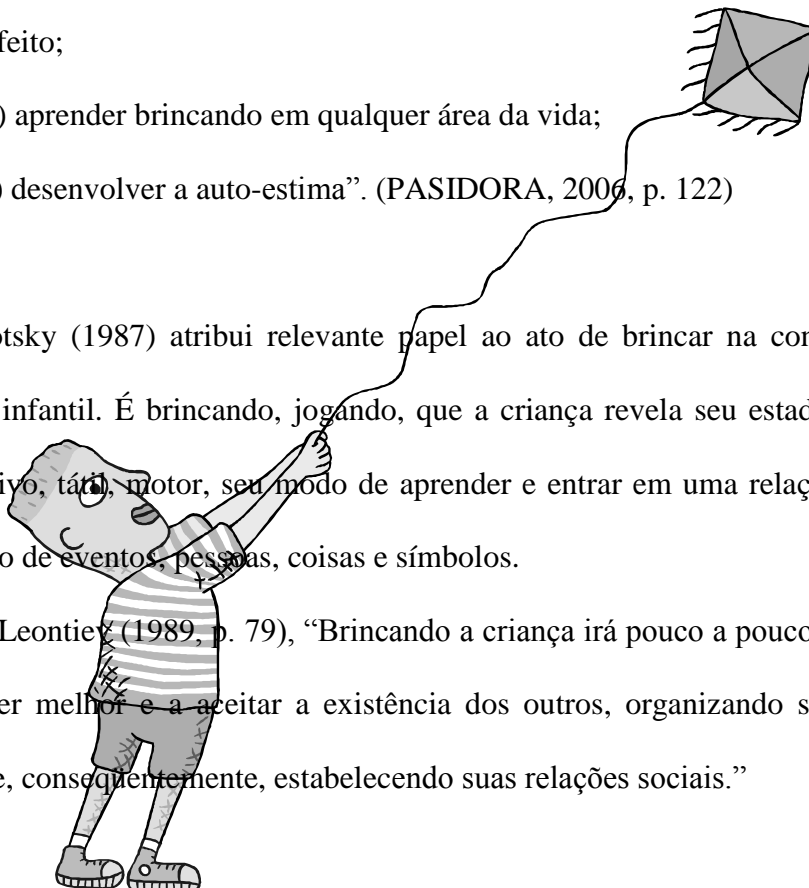 feito;
) aprender brincando em qualquer área da vida;
) desenvolver a auto-estima”. (PASIDORA, 2006, p. 122)
otsky (1987) atribui relevante papel ao ato de brincar na con
infantil. É brincando, jogando, que a criança revela seu estad
ivo, tátil, motor, seu modo de aprender e entrar em uma relaç
o de eventos, pessoas, coisas e símbolos.
Leontiev (1989, p. 79), “Brincando a criança irá pouco a pouco
er melhor e a aceitar a existência dos outros, organizando s
e, conseqüentemente, estabelecendo suas relações sociais.”